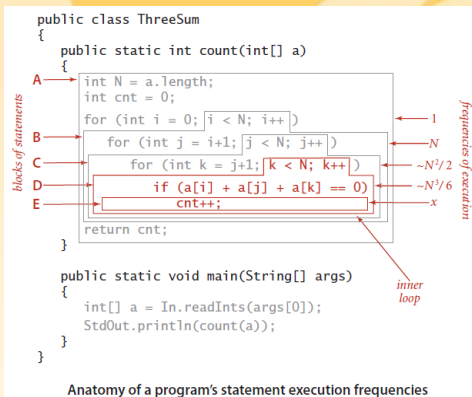 public class ThreeSum
{
public static int count(int[] a)
{
A
int N = a.length;
int cnt = 0;
for (int i = 0; i < N; i++ )
1
B
for (int j = i+1; j < N; j++ )
N
C
for (int k = j+1; k < N; k++ )
~N²/2
D
if (a[i] + a[j] + a[k] == 0)
~N³/6
E
cnt++;
x
return cnt;
}
blocks of statements
frequencies of execution
inner
loop
public static void main(String[] args)
{
int[] a = In.readInts(args[0]);
StdOut.println(count(a));
}
}
Anatomy of a program's statement execution frequencies